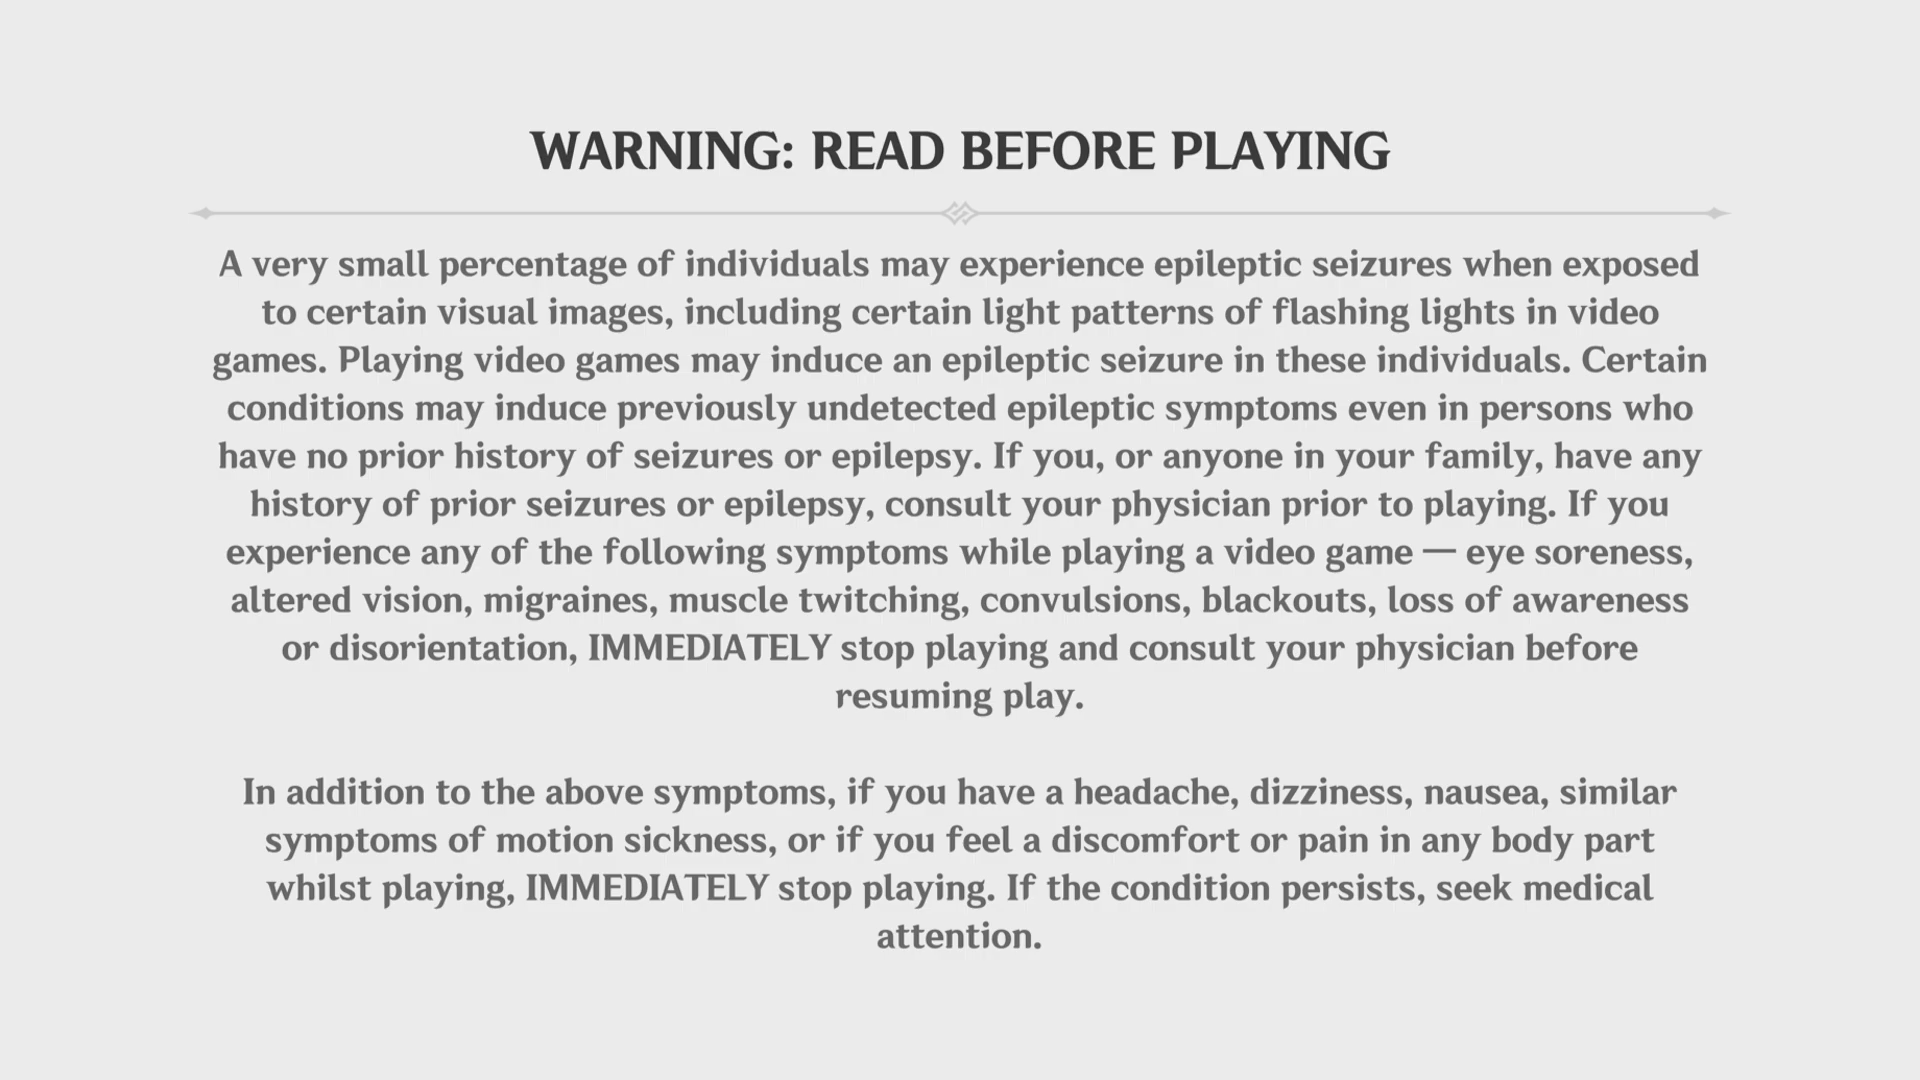 WARNING: READ BEFORE PLAYING
A very small percentage of individuals may experience epileptic seizures when exposed
to certain visual images, including certain light patterns of flashing lights in video
games. Playing video games may induce an epileptic seizure in these individuals. Certain
conditions may induce previously undetected epileptic symptoms even in persons who
have no prior history of seizures or epilepsy. If you, or anyone in your family, have any
history of prior seizures or epilepsy, consult your physician prior to playing. If you
experience any of the following symptoms while playing a video game — eye soreness,
altered vision, migraines, muscle twitching, convulsions, blackouts, loss of awareness
or disorientation, IMMEDIATELY stop playing and consult your physician before
resuming play.
In addition to the above symptoms, if you have a headache, dizziness, nausea, similar
symptoms of motion sickness, or if you feel a discomfort or pain in any body part
whilst playing, IMMEDIATELY stop playing. If the condition persists, seek medical
attention.